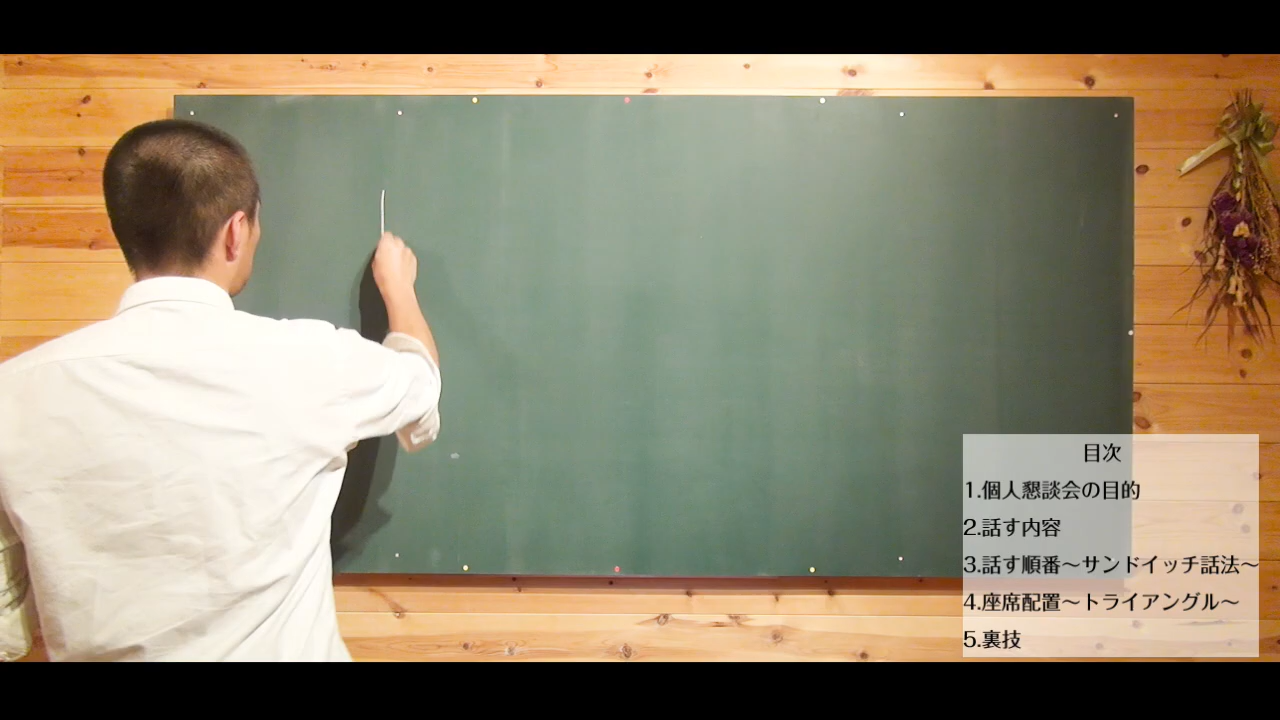 目次
1.個人懇談会の目的
2.話す内容
3.話す順番～サンドイッチ話法～
4.座席配置～トライアングル～
5.裏技